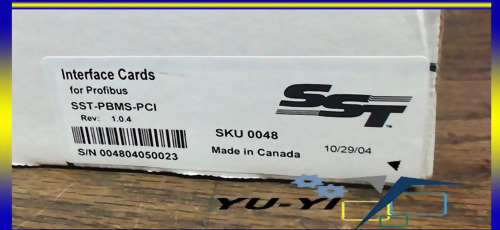 Interface Cards
for Profibus
SST-PBMS-PCI
Rev: 1.0.4
S/N 004804050023
SST™
SKU 0048
Made in Canada
10/29/04
YU-YI